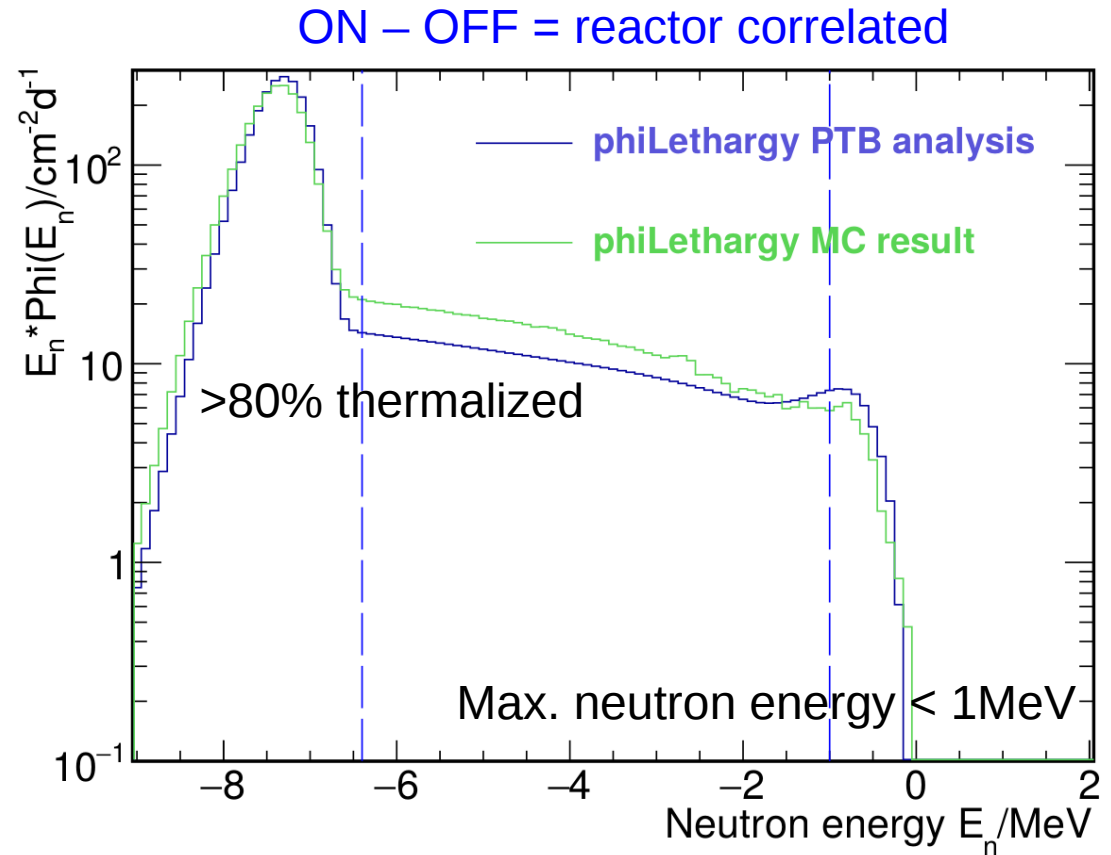 ON – OFF = reactor correlated
E_n*Phi(E_n)/cm^-2d^-1
phiLethargy PTB analysis
phiLethargy MC result
>80% thermalized
Max. neutron energy < 1MeV
10^2
10
1
10^−1
−8 −6 −4 −2 0 2
Neutron energy E_n/MeV